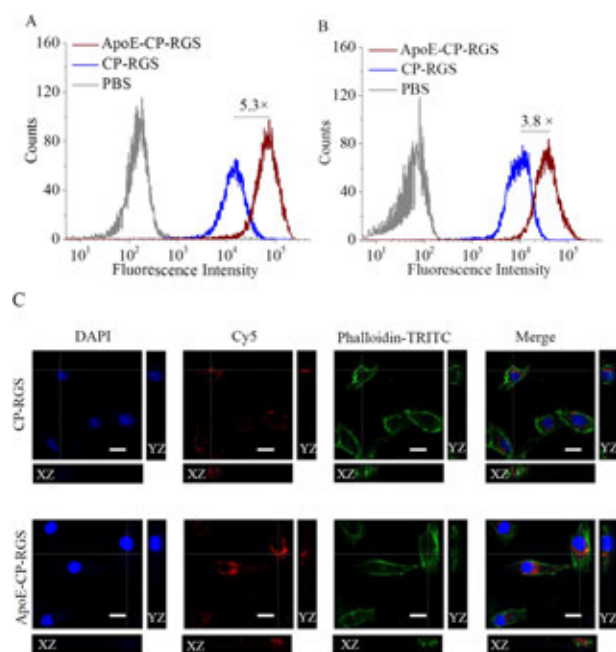 A
160
120
80
40
0
Counts
ApoE-CP-RGS
CP-RGS
PBS
5.3×
10¹ 10² 10³ 10⁴ 10⁵
Fluorescence Intensity
B
160
120
80
40
0
Counts
ApoE-CP-RGS
CP-RGS
PBS
3.8 ×
10¹ 10² 10³ 10⁴ 10⁵
Fluorescence Intensity
C
DAPI Cy5 Phalloidin-TRITC Merge
CP-RGS
YZ YZ YZ YZ
XZ XZ XZ XZ
ApoE-CP-RGS
YZ YZ YZ YZ
XZ XZ XZ XZ